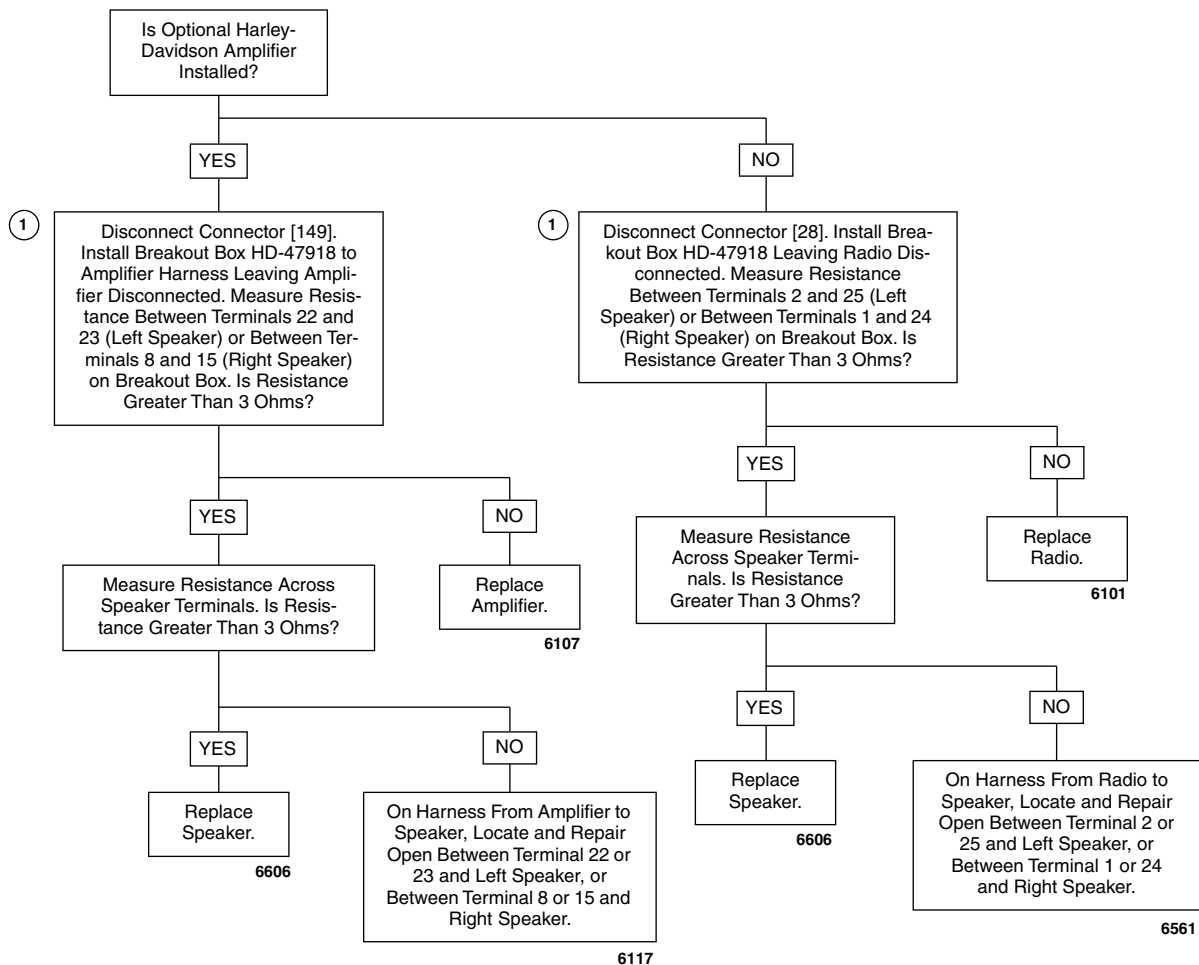 Is Optional Harley-
Davidson Amplifier
Installed?
YES
NO
1
Disconnect Connector [149].
Install Breakout Box HD-47918 to
Amplifier Harness Leaving Ampli-
fier Disconnected. Measure Resis-
tance Between Terminals 22 and
23 (Left Speaker) or Between Ter-
minals 8 and 15 (Right Speaker)
on Breakout Box. Is Resistance
Greater Than 3 Ohms?
1
Disconnect Connector [28]. Install Brea-
kout Box HD-47918 Leaving Radio Dis-
connected. Measure Resistance
Between Terminals 2 and 25 (Left
Speaker) or Between Terminals 1 and 24
(Right Speaker) on Breakout Box. Is
Resistance Greater Than 3 Ohms?
YES
NO
YES
NO
Measure Resistance Across
Speaker Terminals. Is Resis-
tance Greater Than 3 Ohms?
Replace
Amplifier.
6107
Measure Resistance
Across Speaker Termi-
nals. Is Resistance
Greater Than 3 Ohms?
Replace
Radio.
6101
YES
NO
YES
NO
Replace
Speaker.
6606
On Harness From Amplifier to
Speaker, Locate and Repair
Open Between Terminal 22 or
23 and Left Speaker, or
Between Terminal 8 or 15 and
Right Speaker.
6117
Replace
Speaker.
6606
On Harness From Radio to
Speaker, Locate and Repair
Open Between Terminal 2 or
25 and Left Speaker, or
Between Terminal 1 or 24
and Right Speaker.
6561